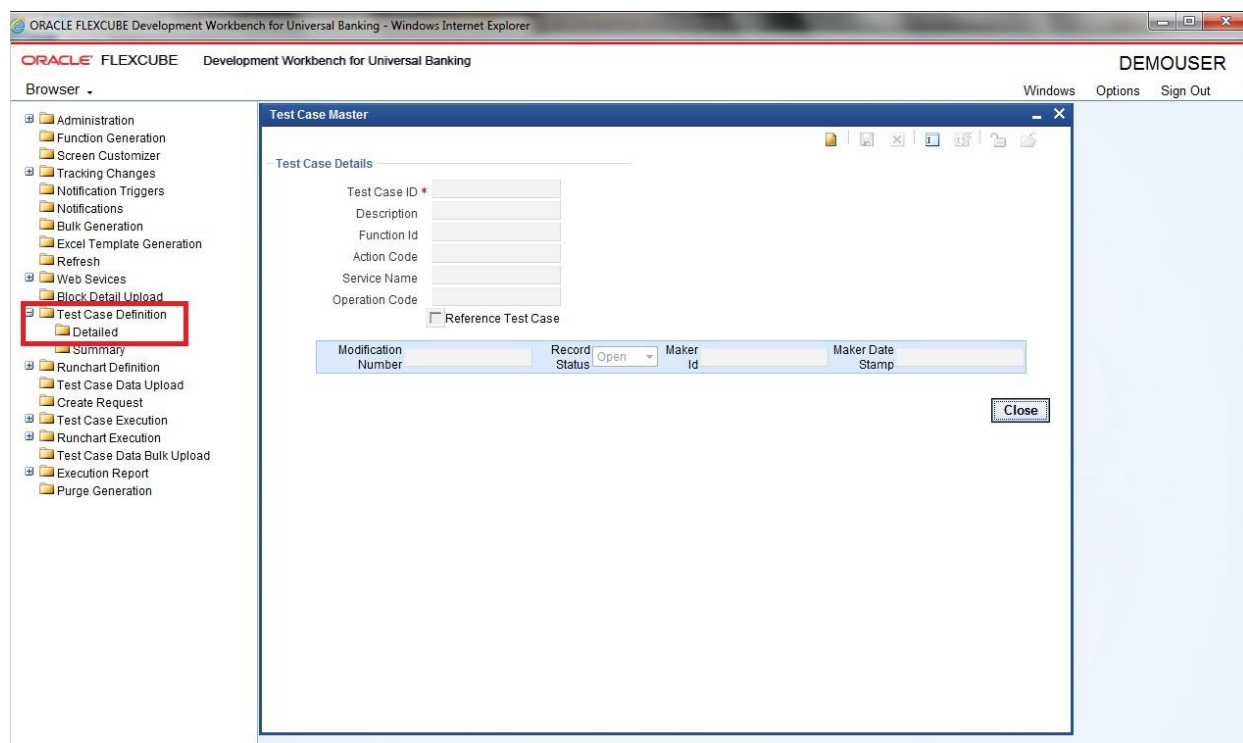 ORACLE FLEXCUBE Development Workbench for Universal Banking - Windows Internet Explorer
ORACLE FLEXCUBE Development Workbench for Universal Banking
DEMOUSER
Browser
Windows Options Sign Out
Administration
Function Generation
Screen Customizer
Tracking Changes
Notification Triggers
Notifications
Bulk Generation
Excel Template Generation
Refresh
Web Sevices
Block Detail Upload
Test Case Definition
Detailed
Summary
Runchart Definition
Test Case Data Upload
Create Request
Test Case Execution
Runchart Execution
Test Case Data Bulk Upload
Execution Report
Purge Generation
Test Case Master
Test Case Details
Test Case ID *
Description
Function Id
Action Code
Service Name
Operation Code
Reference Test Case
Modification Number
Record Status Open
Maker Id
Maker Date Stamp
Close